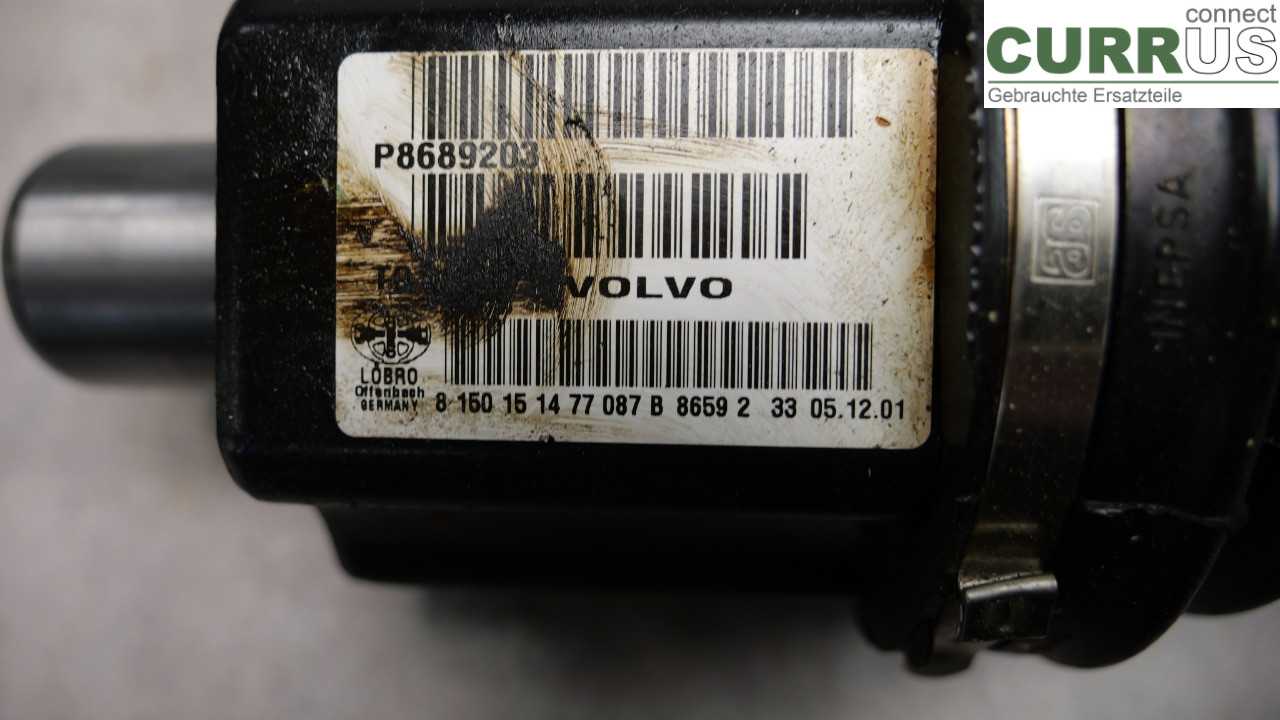 connect
CURRUS
Gebrauchte Ersatzteile
P8689203
VOLVO
LÖBRO
Offenbach
GERMANY
8 150 15 14 77 087 B 8659 2 33 05.12.01
INEPSA